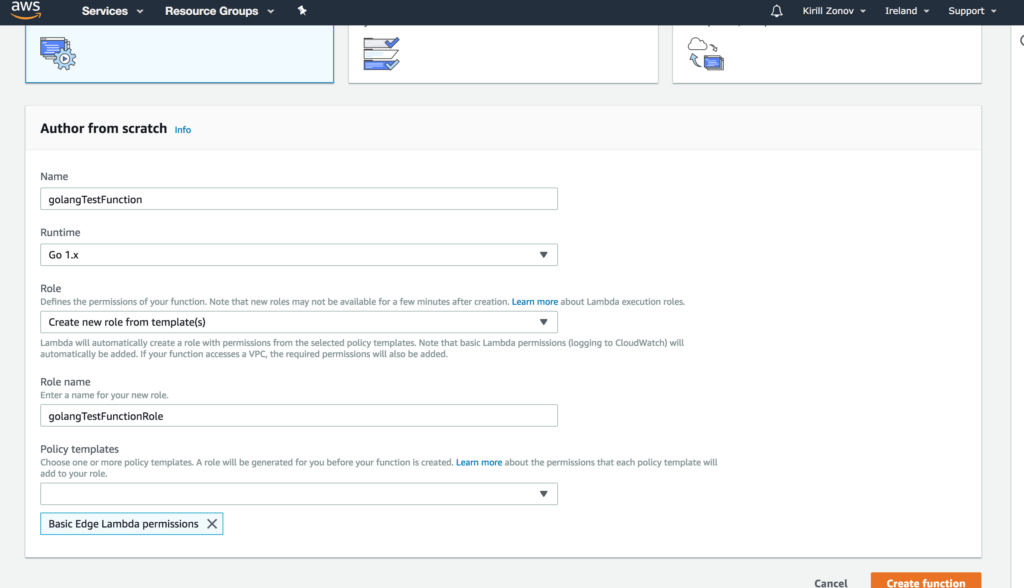 aws
Services
Resource Groups
Kirill Zonov
Ireland
Support
Author from scratch Info
Name
golangTestFunction
Runtime
Go 1.x
Role
Defines the permissions of your function. Note that new roles may not be available for a few minutes after creation. Learn more about Lambda execution roles.
Create new role from template(s)
Lambda will automatically create a role with permissions from the selected policy templates. Note that basic Lambda permissions (logging to CloudWatch) will
automatically be added. If your function accesses a VPC, the required permissions will also be added.
Role name
Enter a name for your new role.
golangTestFunctionRole
Policy templates
Choose one or more policy templates. A role will be generated for you before your function is created. Learn more about the permissions that each policy template will
add to your role.
Basic Edge Lambda permissions
Cancel
Create function